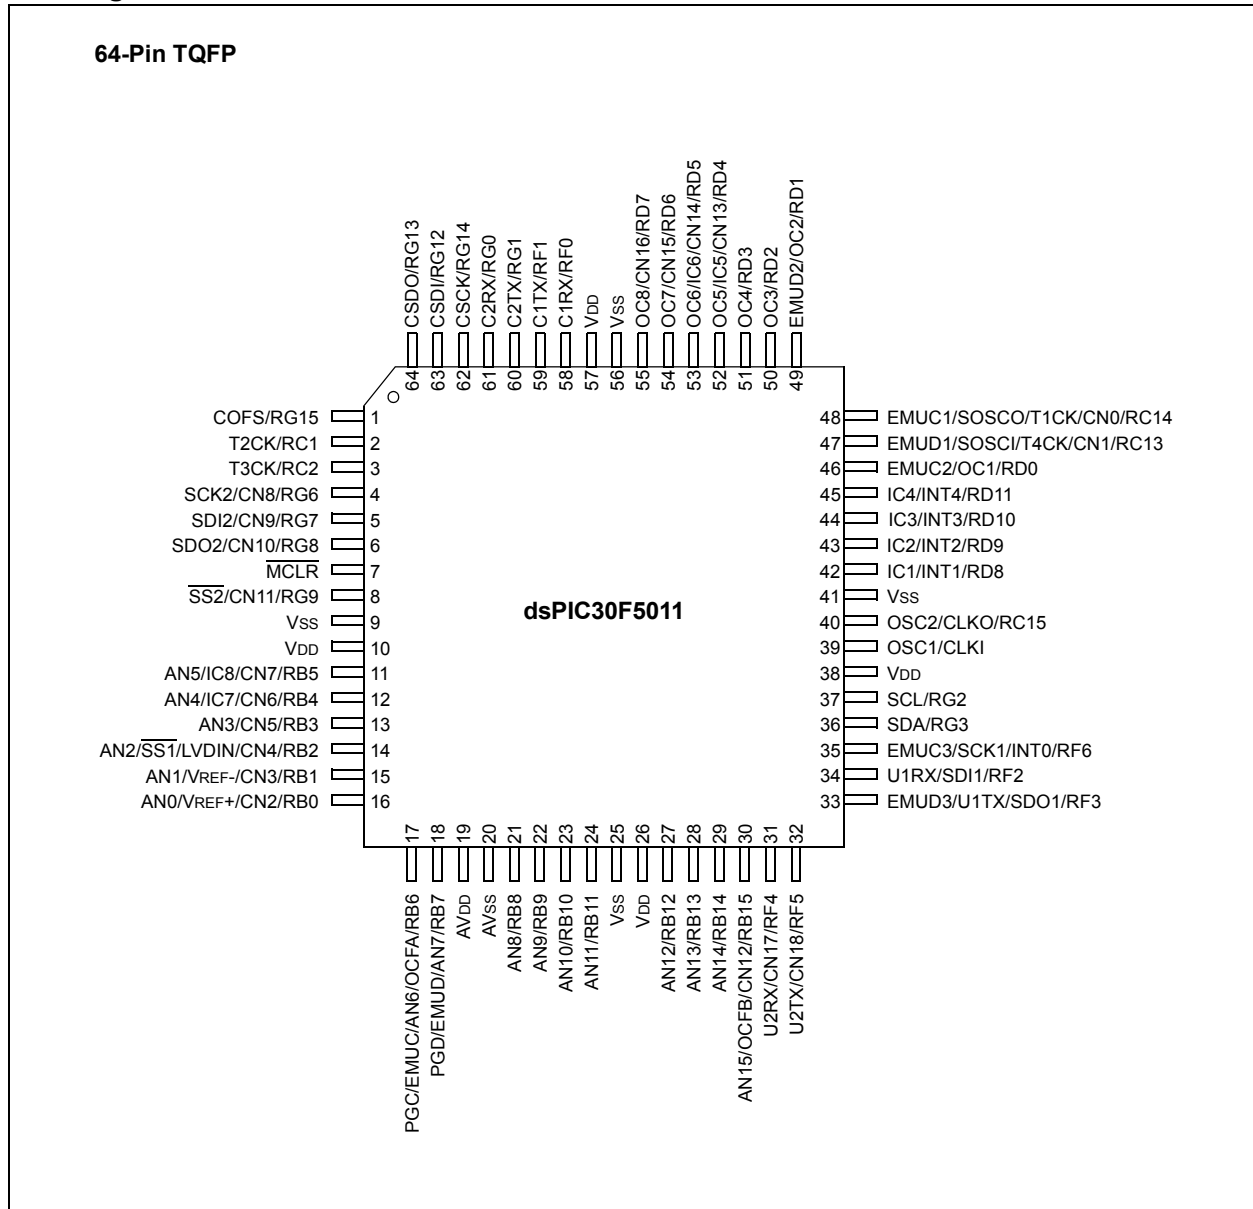 64-Pin TQFP
CSDO/RG13
CSDI/RG12
CSCK/RG14
C2RX/RG0
C2TX/RG1
C1TX/RF1
C1RX/RF0
VDD
VSS
OC8/CN16/RD7
OC7/CN15/RD6
OC6/IC6/CN14/RD5
OC5/IC5/CN13/RD4
OC4/RD3
OC3/RD2
EMUD2/OC2/RD1
64
63
62
61
60
59
58
57
56
55
54
53
52
51
50
49
COFS/RG15 1
T2CK/RC1 2
T3CK/RC2 3
SCK2/CN8/RG6 4
SDI2/CN9/RG7 5
SDO2/CN10/RG8 6
MCLR 7
SS2/CN11/RG9 8
VSS 9
VDD 10
AN5/IC8/CN7/RB5 11
AN4/IC7/CN6/RB4 12
AN3/CN5/RB3 13
AN2/SS1/LVDIN/CN4/RB2 14
AN1/VREF-/CN3/RB1 15
AN0/VREF+/CN2/RB0 16
dsPIC30F5011
48 EMUC1/SOSCO/T1CK/CN0/RC14
47 EMUD1/SOSCI/T4CK/CN1/RC13
46 EMUC2/OC1/RD0
45 IC4/INT4/RD11
44 IC3/INT3/RD10
43 IC2/INT2/RD9
42 IC1/INT1/RD8
41 VSS
40 OSC2/CLKO/RC15
39 OSC1/CLKI
38 VDD
37 SCL/RG2
36 SDA/RG3
35 EMUC3/SCK1/INT0/RF6
34 U1RX/SDI1/RF2
33 EMUD3/U1TX/SDO1/RF3
17
18
19
20
21
22
23
24
25
26
27
28
29
30
31
32
PGC/EMUC/AN6/OCFA/RB6
PGD/EMUD/AN7/RB7
AVDD
AVSS
AN8/RB8
AN9/RB9
AN10/RB10
AN11/RB11
VSS
VDD
AN12/RB12
AN13/RB13
AN14/RB14
AN15/OCFB/CN12/RB15
U2RX/CN17/RF4
U2TX/CN18/RF5